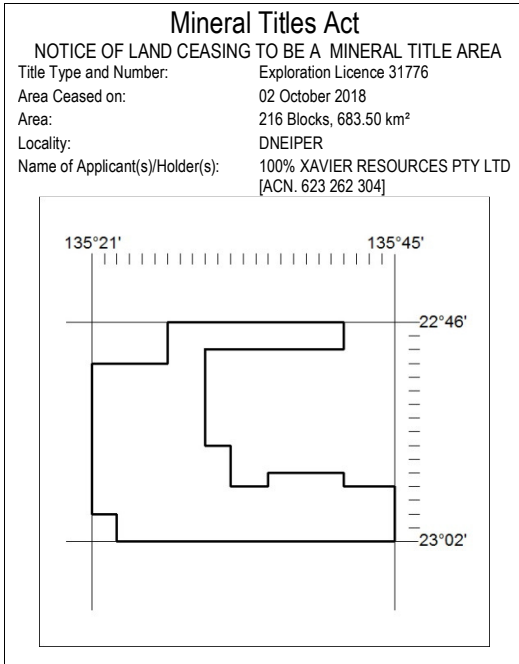 Mineral Titles Act
NOTICE OF LAND CEASING TO BE A MINERAL TITLE AREA
Title Type and Number: Exploration Licence 31776
Area Ceased on: 02 October 2018
Area: 216 Blocks, 683.50 km²
Locality: DNEIPER
Name of Applicant(s)/Holder(s): 100% XAVIER RESOURCES PTY LTD
[ACN. 623 262 304]
135°21' 135°45'
22°46'
23°02'